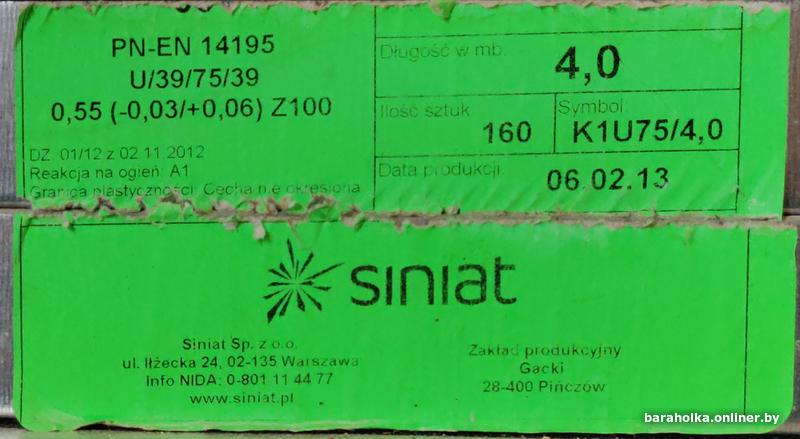 PN-EN 14195
U/39/75/39
0,55 (-0,03/+0,06) Z100
DZ. 01/12 z 02.11.2012
Reakcja na ogień: A1
Granica plastyczności: Cecha nie określona
Długość w mb.
4,0
Ilość sztuk
160
Symbol:
K1U75/4,0
Data produkcji:
06.02.13
siniat
Siniat Sp. z o.o.
ul. Iłżecka 24, 02-135 Warszawa
Info NIDA: 0-801 11 44 77
www.siniat.pl
Zakład produkcyjny
Gacki
28-400 Pińczów
baraholka.onliner.by